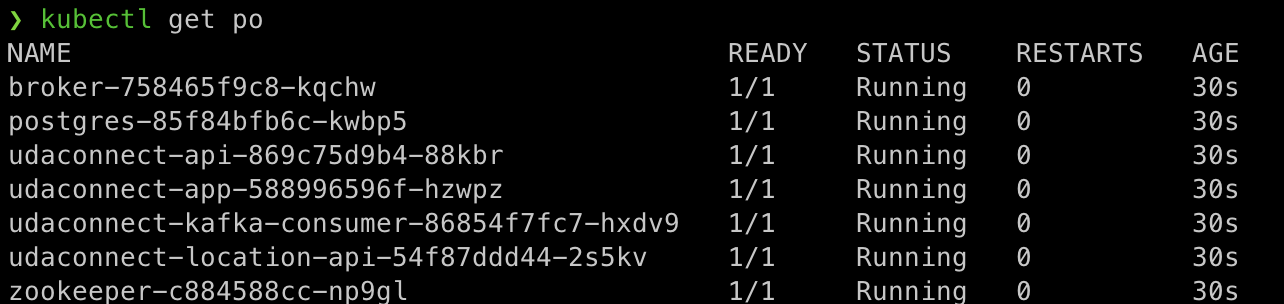 ❯ kubectl get po
NAME READY STATUS RESTARTS AGE
broker-758465f9c8-kqchw 1/1 Running 0 30s
postgres-85f84bfb6c-kwbp5 1/1 Running 0 30s
udaconnect-api-869c75d9b4-88kbr 1/1 Running 0 30s
udaconnect-app-588996596f-hzwpz 1/1 Running 0 30s
udaconnect-kafka-consumer-86854f7fc7-hxdv9 1/1 Running 0 30s
udaconnect-location-api-54f87ddd44-2s5kv 1/1 Running 0 30s
zookeeper-c884588cc-np9gl 1/1 Running 0 30s